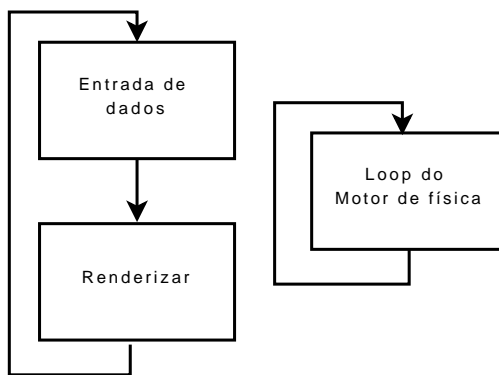 Entrada de
dados
Renderizar
Loop do
Motor de física